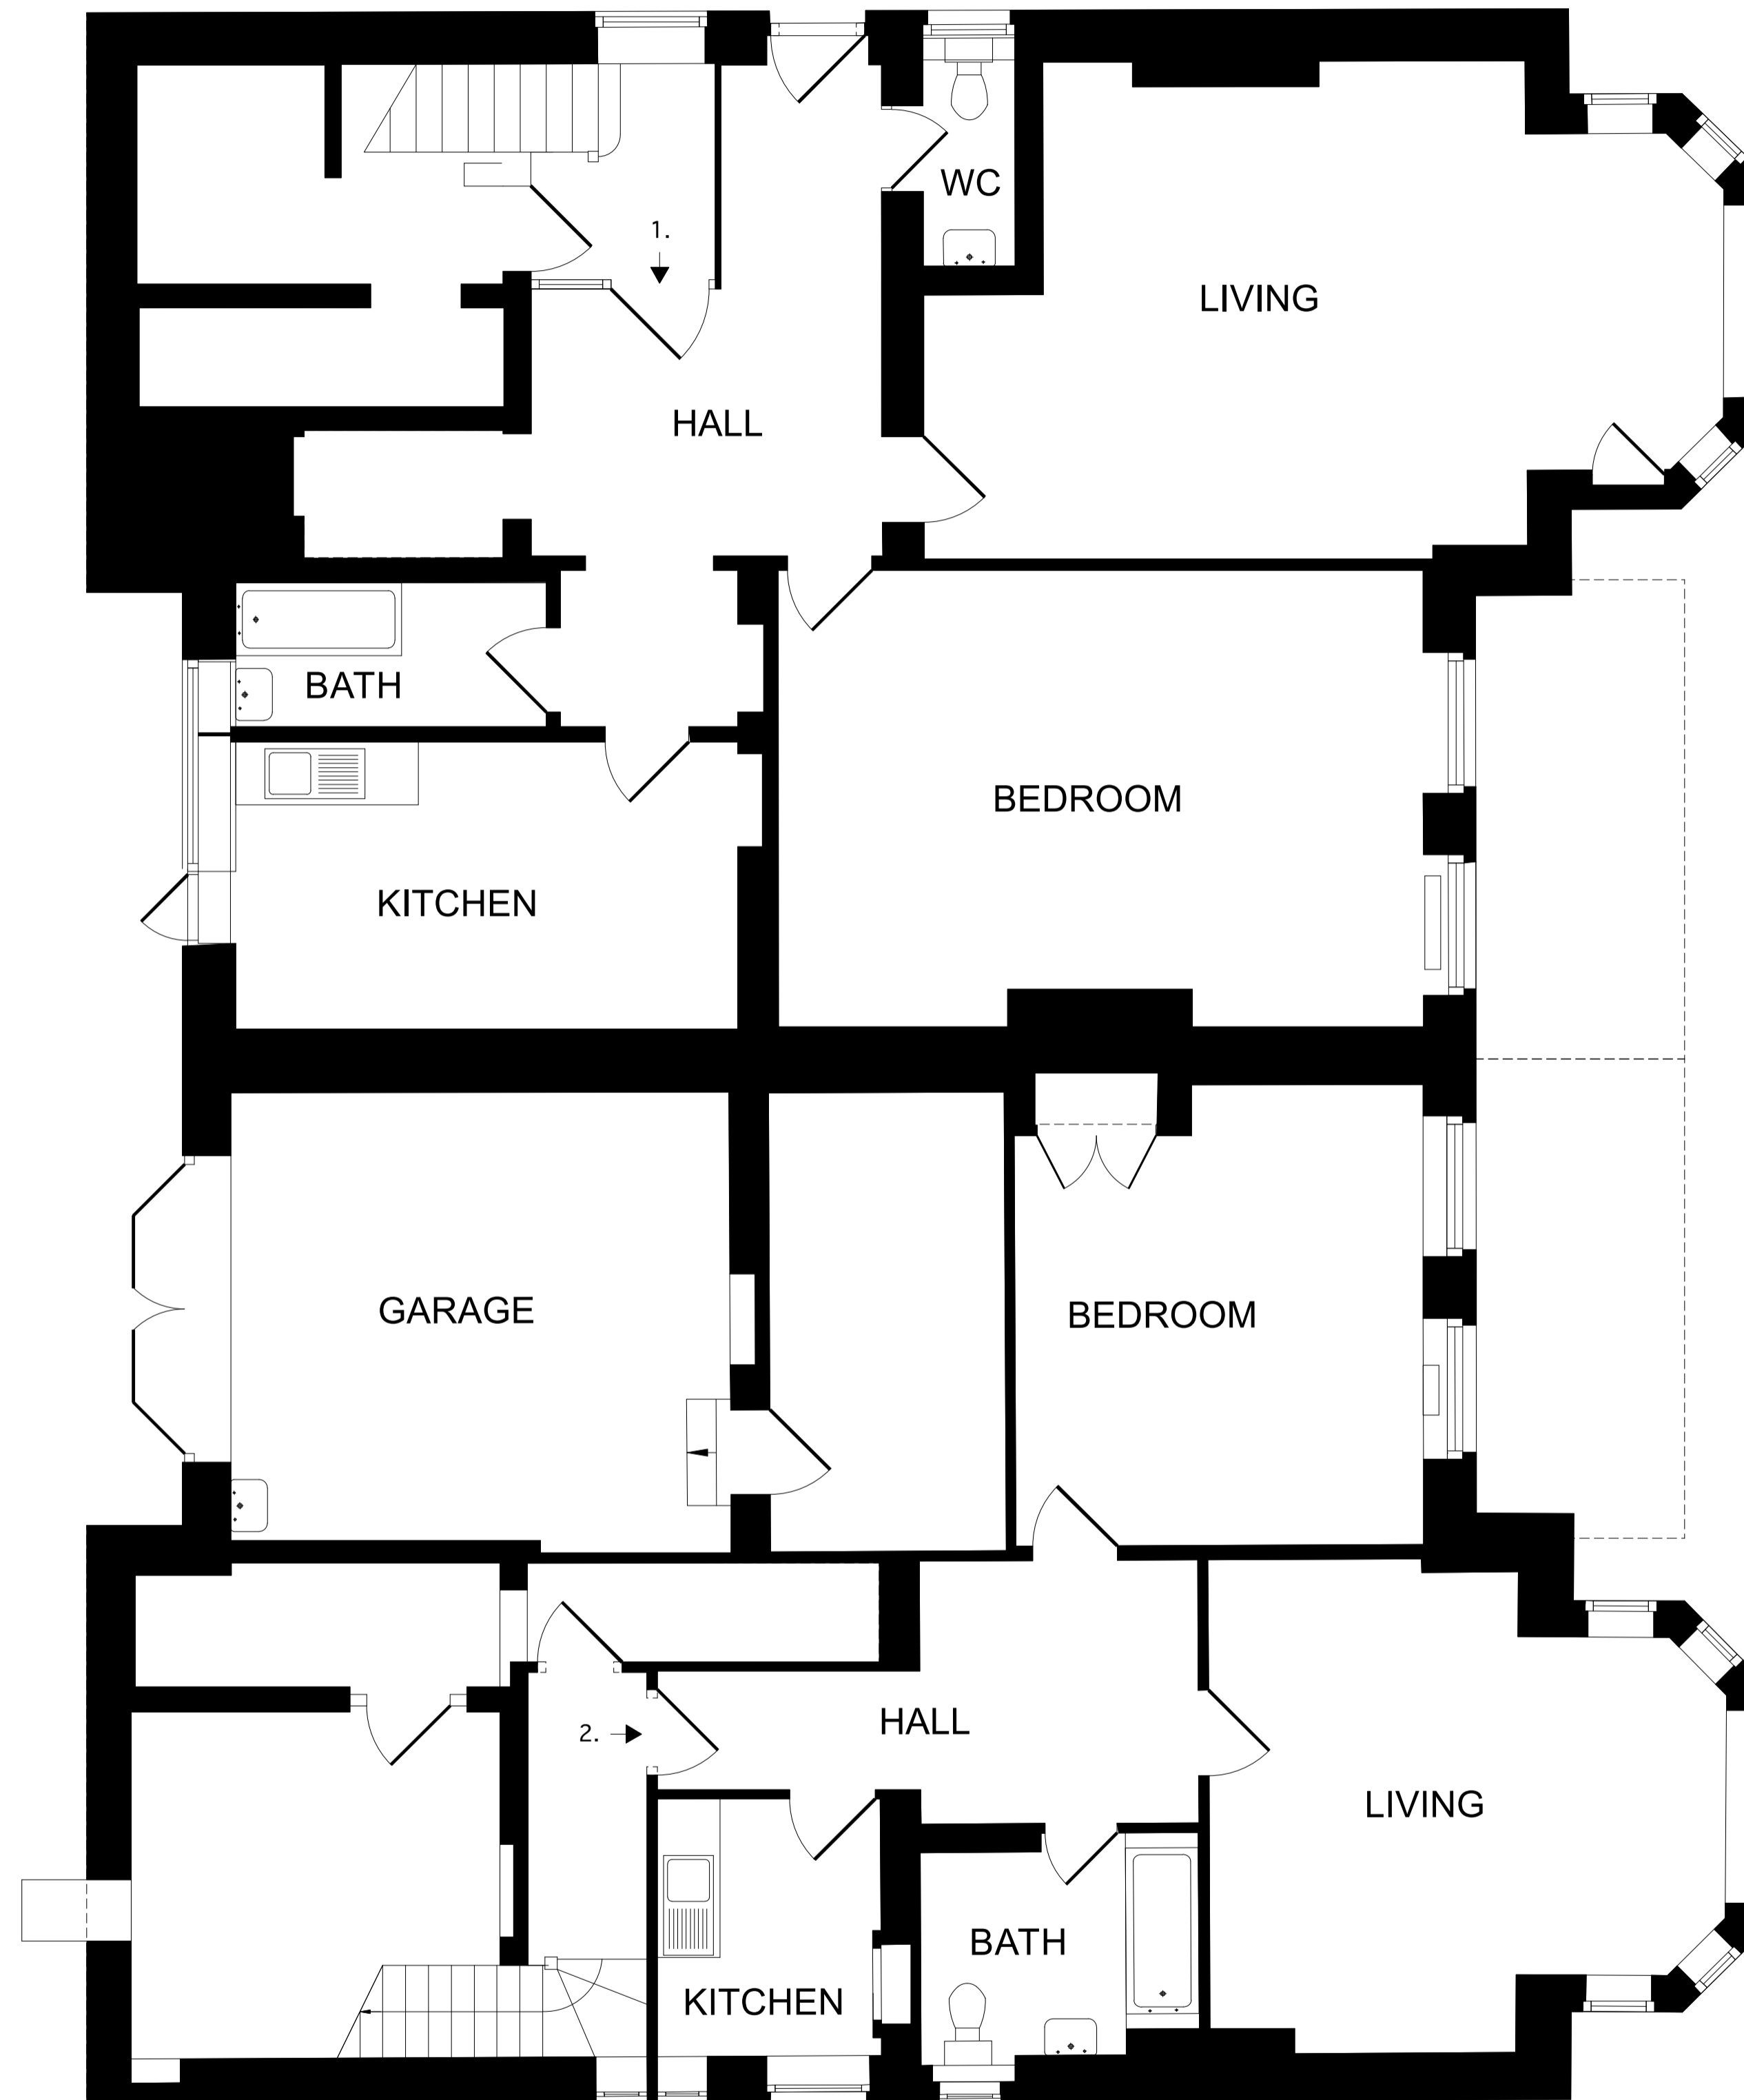 WC
1.
LIVING
HALL
BATH
BEDROOM
KITCHEN
GARAGE
BEDROOM
HALL
2.
LIVING
BATH
KITCHEN